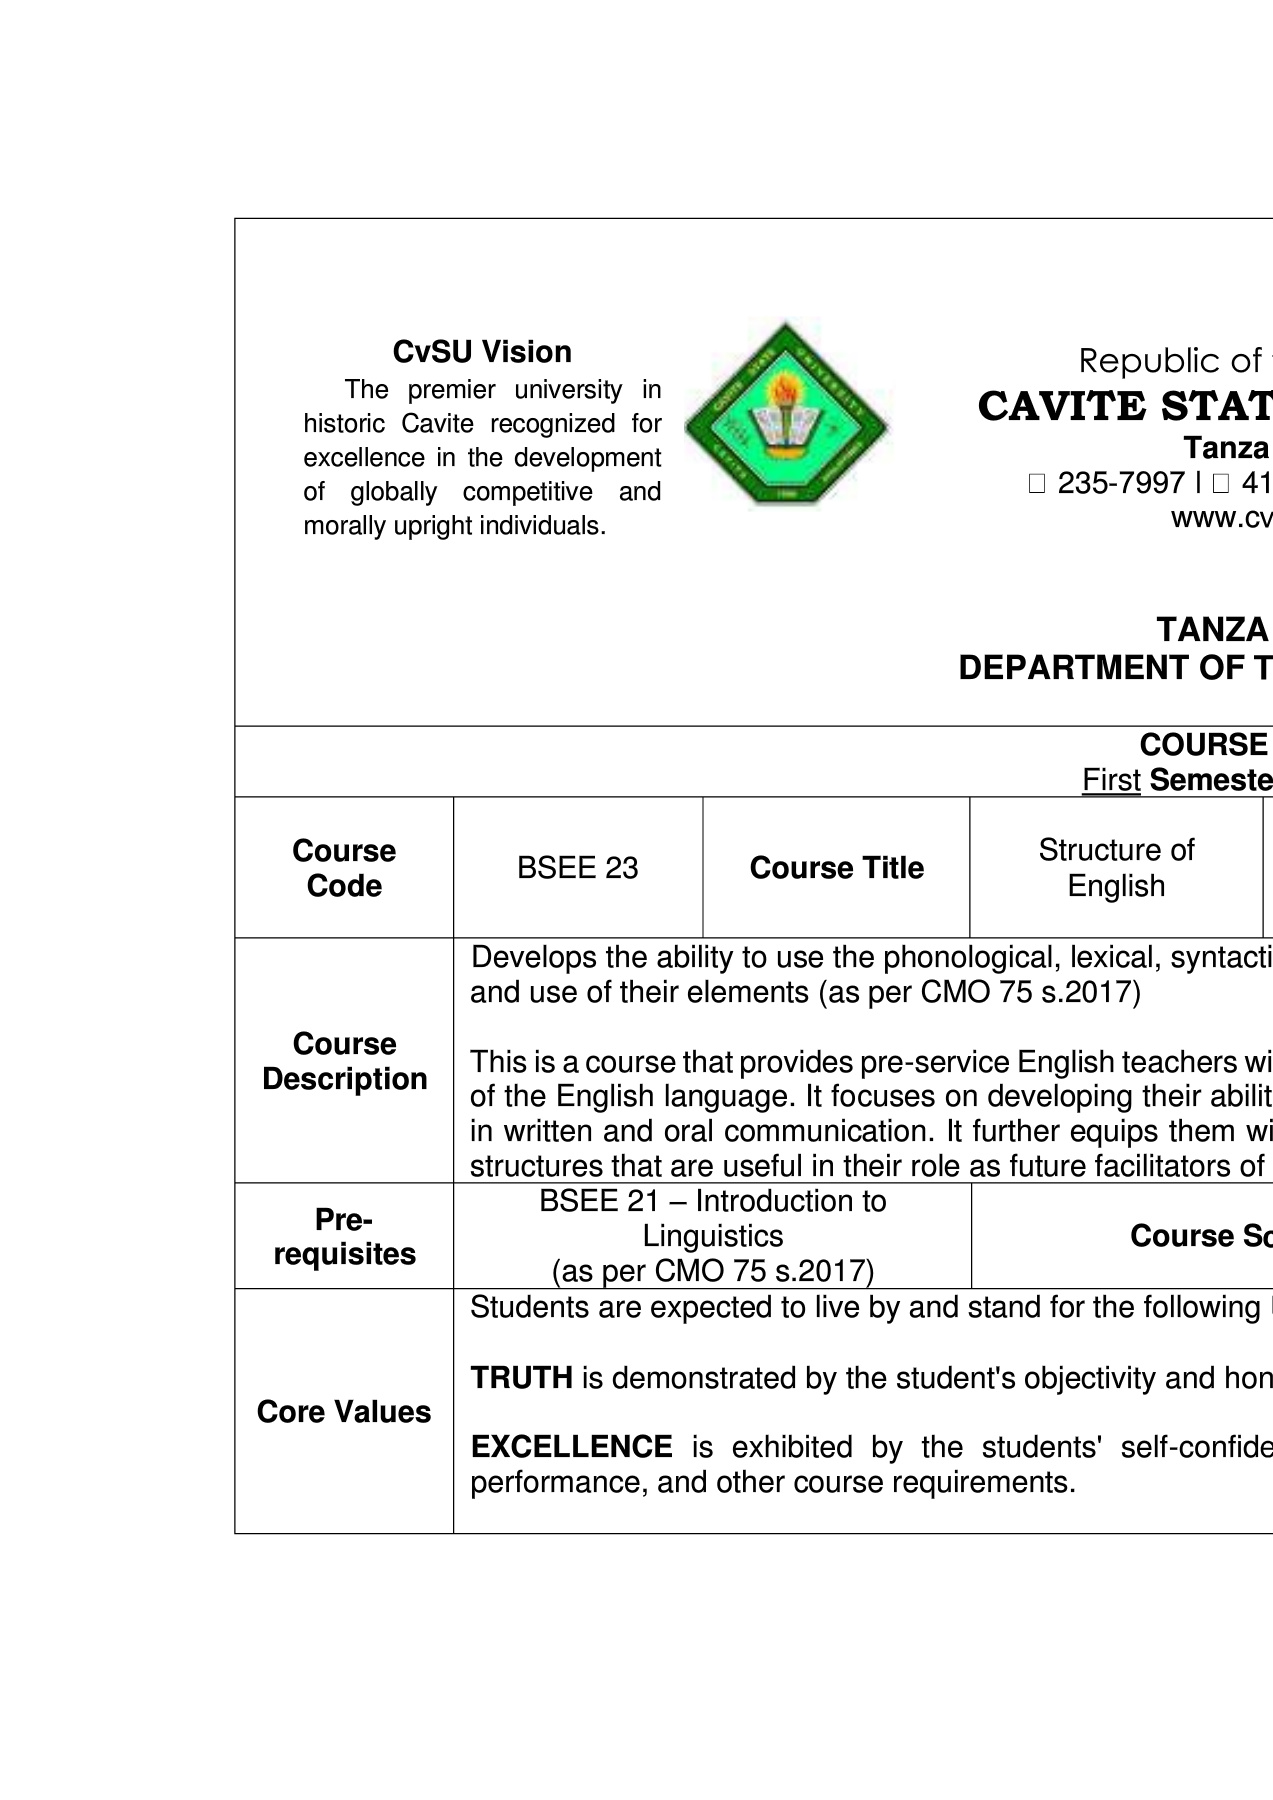 CvSU Vision
The premier university in
historic Cavite recognized for
excellence in the development
of globally competitive and
morally upright individuals.
CAVITE STATE UNIVERSITY
CAVITE
Republic of
CAVITE STAT
Tanza
□ 235-7997 l □ 41
www.cv
TANZA
DEPARTMENT OF T
COURSE
First Semeste
Course
Code
BSEE 23
Course Title
Structure of
English
Course
Description
Develops the ability to use the phonological, lexical, syntacti
and use of their elements (as per CMO 75 s.2017)
This is a course that provides pre-service English teachers wi
of the English language. It focuses on developing their abilit
in written and oral communication. It further equips them wi
structures that are useful in their role as future facilitators of
Pre-
requisites
BSEE 21 – Introduction to
Linguistics
(as per CMO 75 s.2017)
Course Sc
Core Values
Students are expected to live by and stand for the following
TRUTH is demonstrated by the student's objectivity and hon
EXCELLENCE is exhibited by the students' self-confide
performance, and other course requirements.